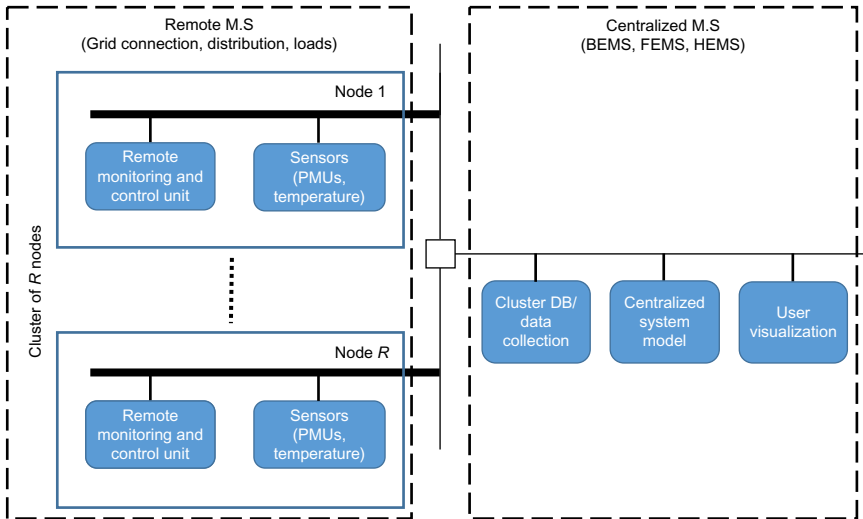 Remote M.S
(Grid connection, distribution, loads)
Centralized M.S
(BEMS, FEMS, HEMS)
Cluster of R nodes
Node 1
Remote
monitoring and
control unit
Sensors
(PMUs,
temperature)
Cluster DB/
data
collection
Centralized
system
model
User
visualization
Node R
Remote
monitoring and
control unit
Sensors
(PMUs,
temperature)